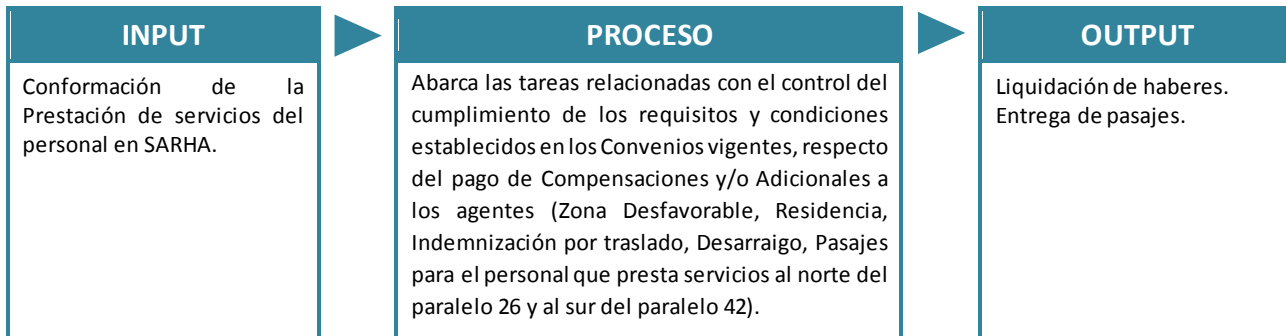 INPUT
Conformación de la
Prestación de servicios del
personal en SARHA.
PROCESO
Abarca las tareas relacionadas con el control del
cumplimiento de los requisitos y condiciones
establecidos en los Convenios vigentes, respecto
del pago de Compensaciones y/o Adicionales a
los agentes (Zona Desfavorable, Residencia,
Indemnización por traslado, Desarraigo, Pasajes
para el personal que presta servicios al norte del
paralelo 26 y al sur del paralelo 42).
OUTPUT
Liquidación de haberes.
Entrega de pasajes.